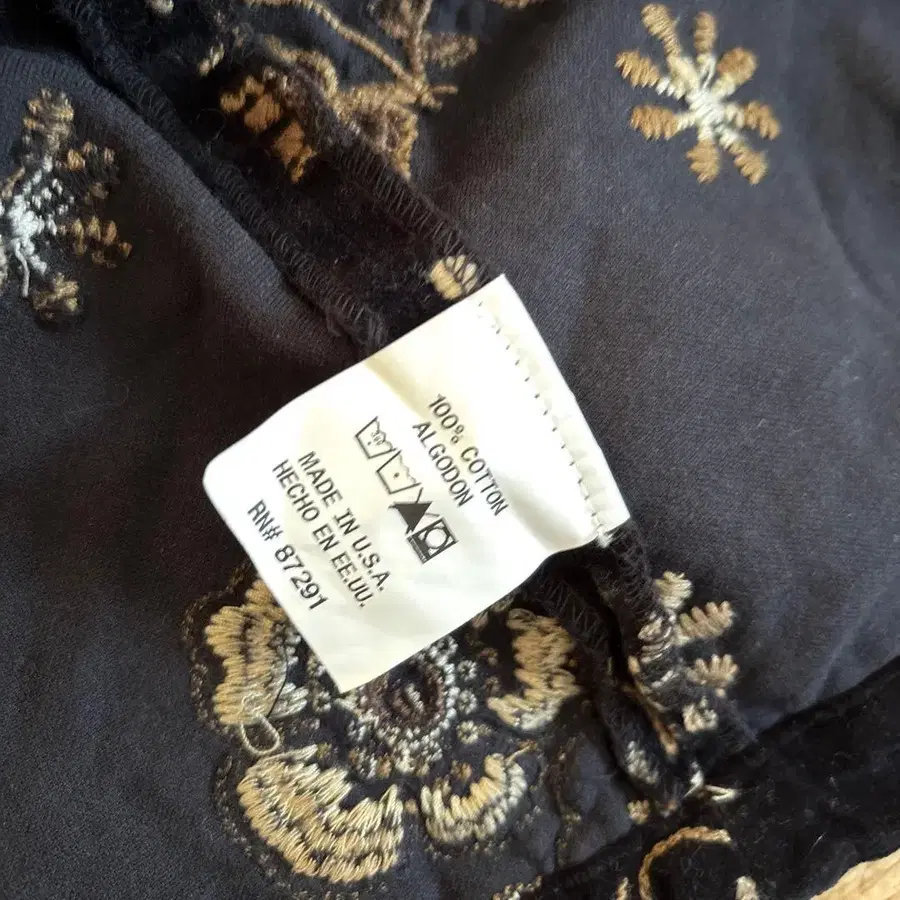 100% COTTON
ALGODON
MADE IN U.S.A.
HECHO EN EE.UU.
RN# 87291